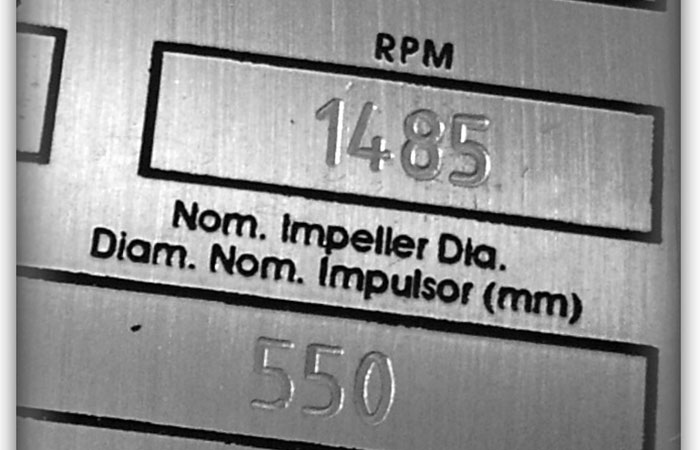 RPM
1485
Nom. Impeller Dia.
Diam. Nom. Impulsor (mm)
550